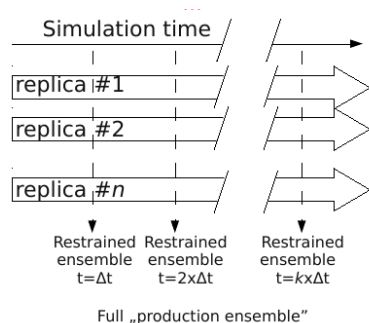 ...
Simulation time
replica #1
replica #2
replica #n
Restrained ensemble t=Δt
Restrained ensemble t=2xΔt
Restrained ensemble t=kxΔt
Full „production ensemble”